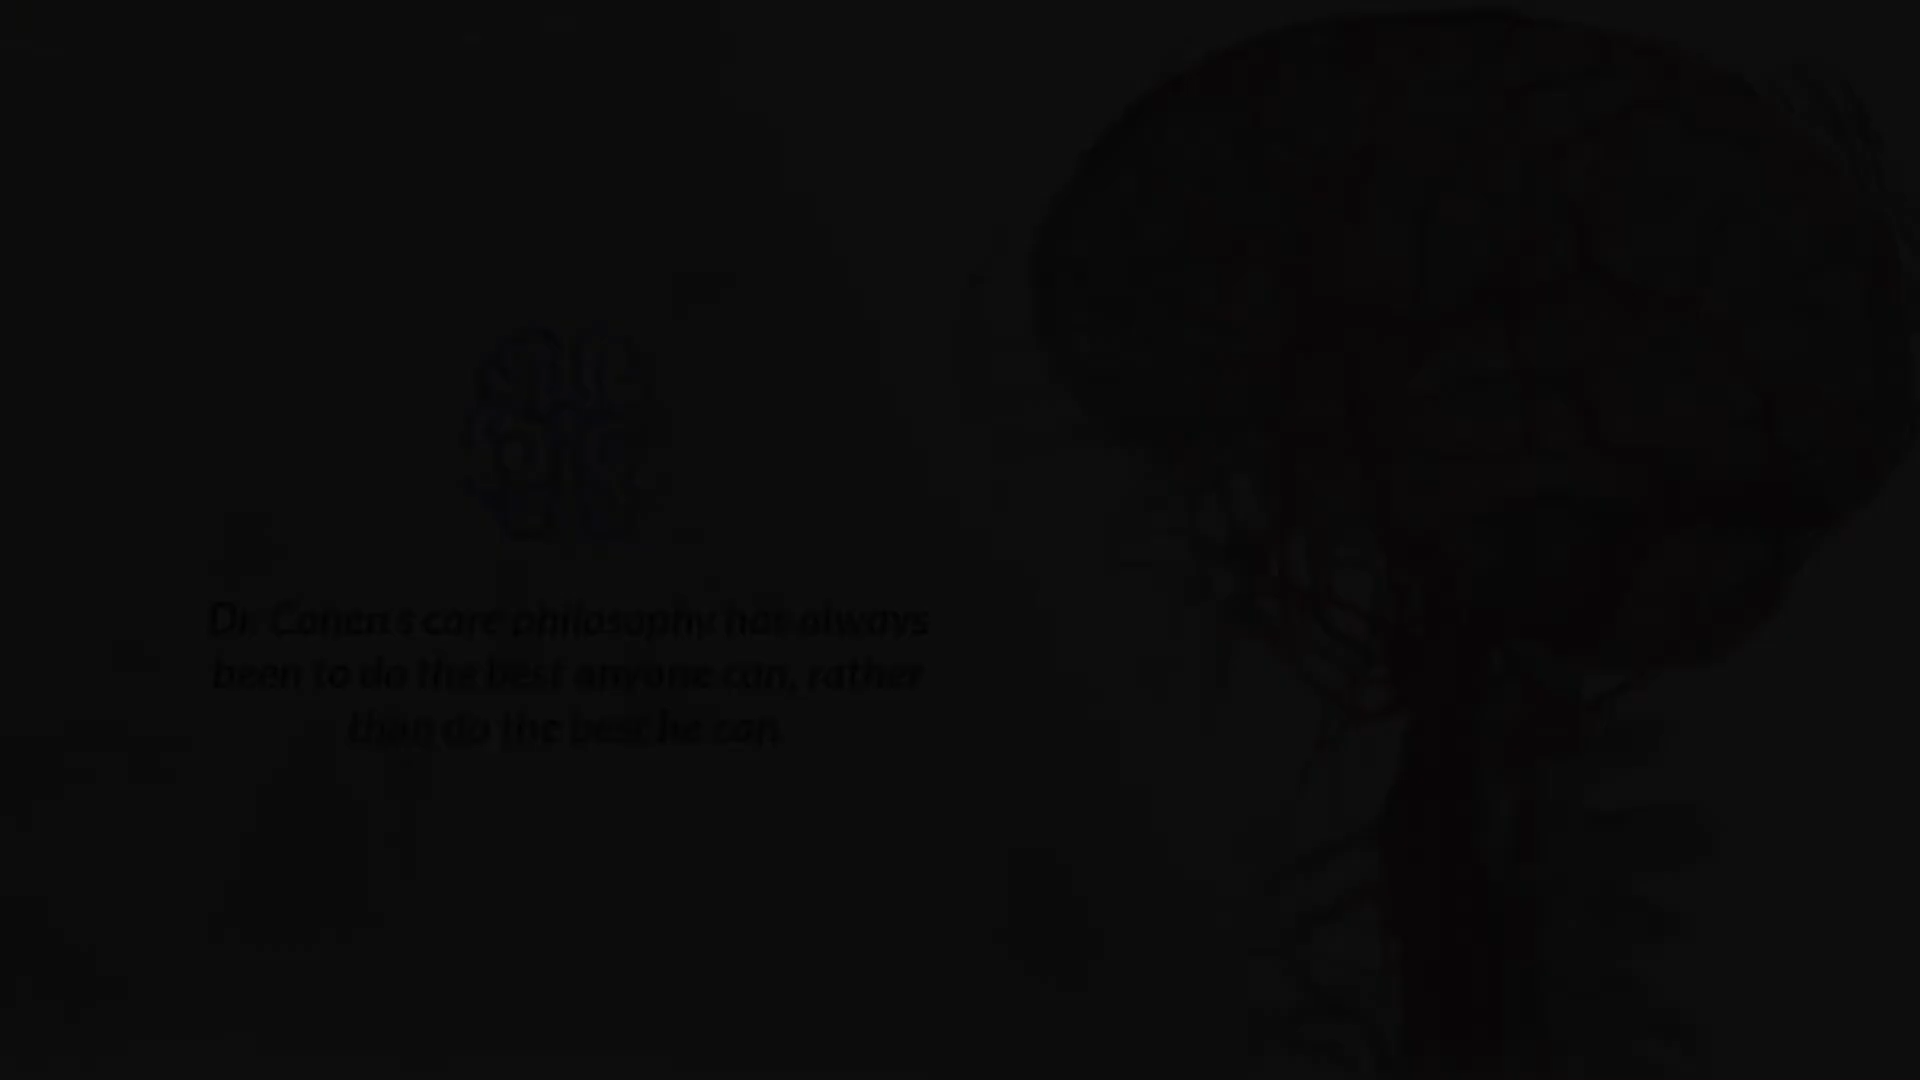 Dr. Cohen's care philosophy has always
been to do the best anyone can, rather
than do the best he can